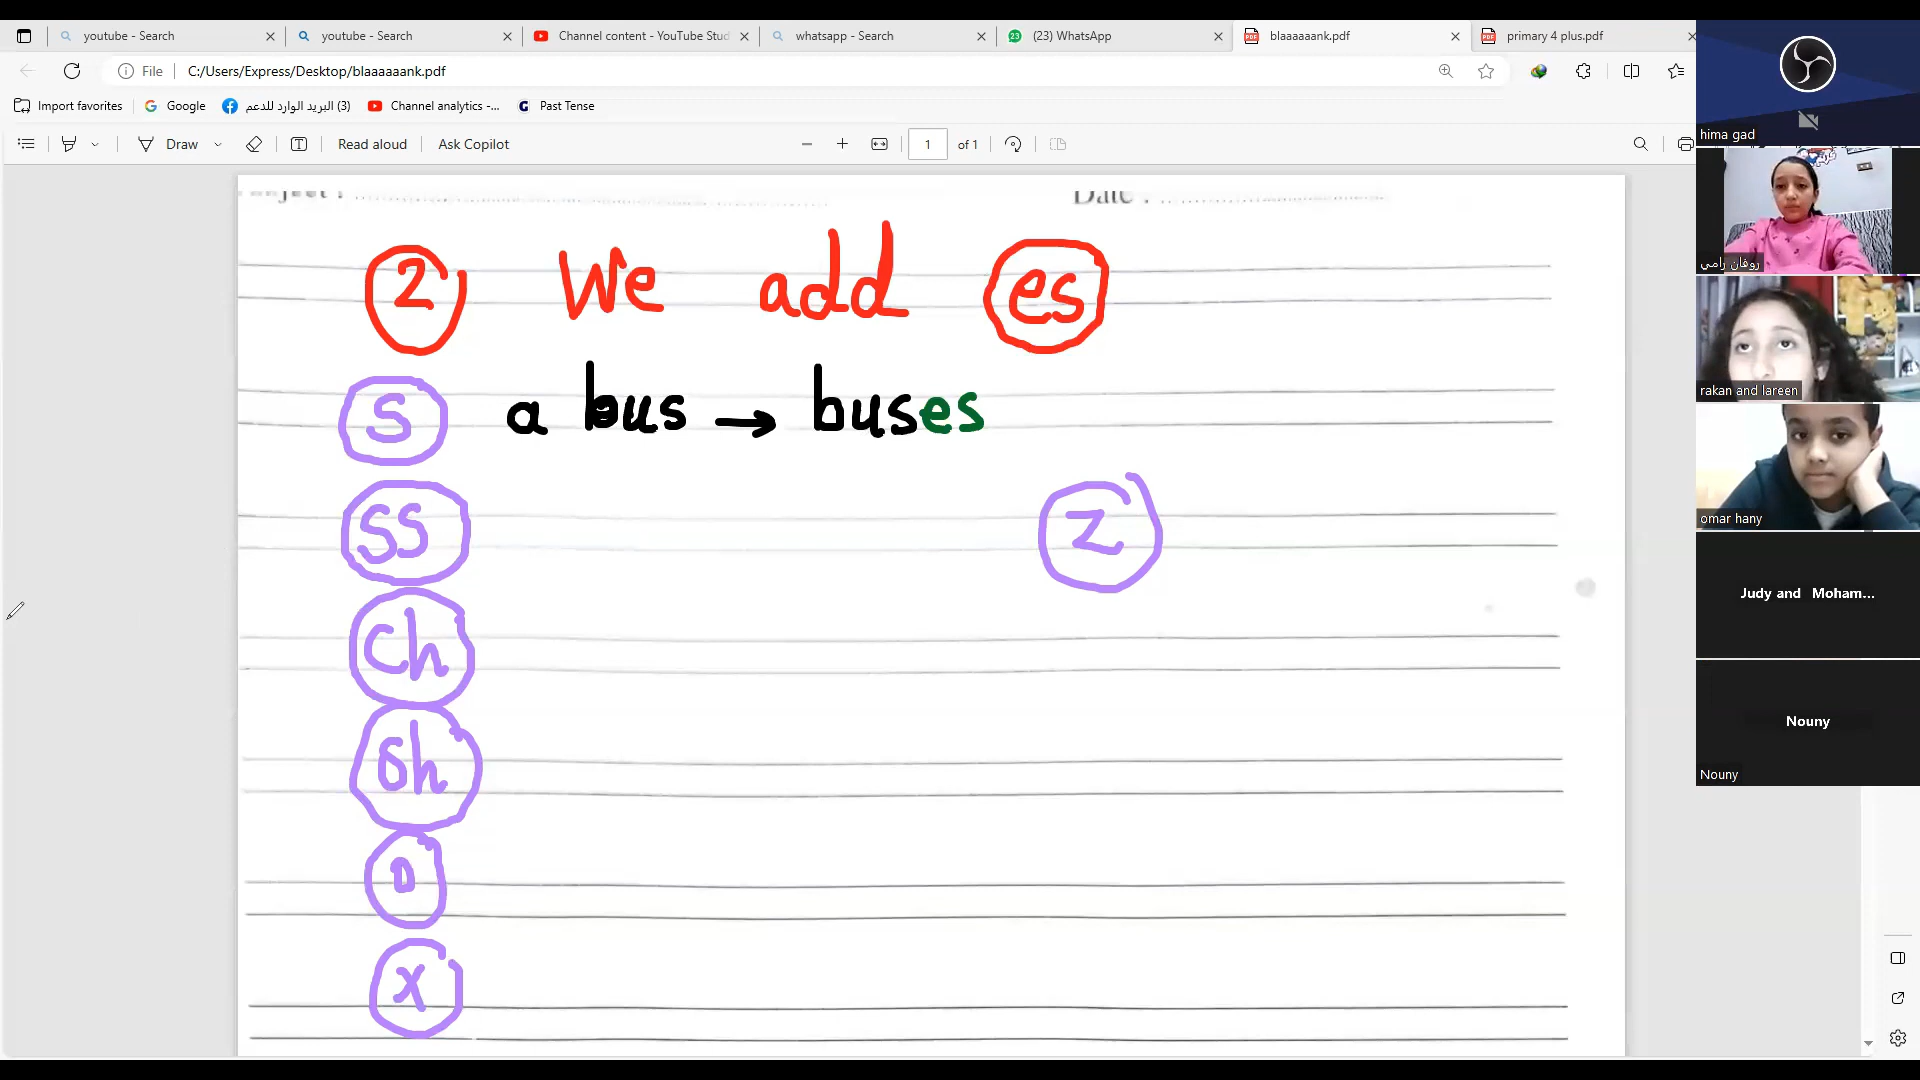 youtube - Search
youtube - Search
Channel content - YouTube Stud
whatsapp - Search
(23) WhatsApp
blaaaaaank.pdf
primary 4 plus.pdf
File
C:/Users/Express/Desktop/blaaaaaank.pdf
Import favorites
Google
(3) البريد الوارد للدعم
Channel analytics -...
Past Tense
Draw
Read aloud
Ask Copilot
1
of 1
Date :
2 We add es
s a bus → buses
ss z
ch
sh
o
x
hima gad
روفان رامي
rakan and lareen
omar hany
Judy and Moham...
Nouny
Nouny